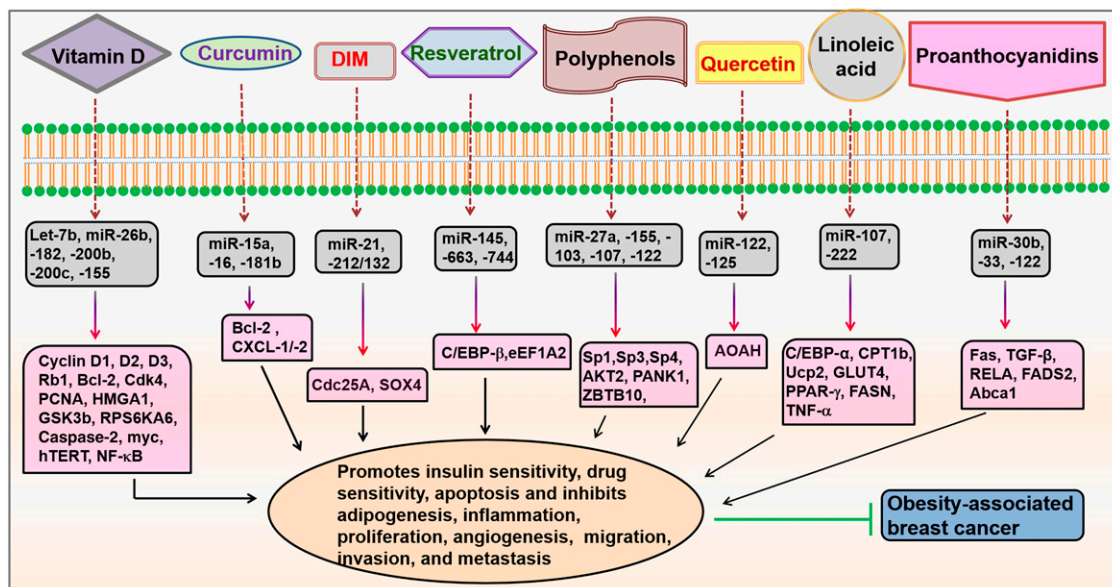 Vitamin D
Curcumin
DIM
Resveratrol
Polyphenols
Quercetin
Linoleic
acid
Proanthocyanidins
Let-7b, miR-26b,
-182, -200b,
-200c, -155
miR-15a,
-16, -181b
miR-21,
-212/132
miR-145,
-663, -744
miR-27a, -155, -
103, -107, -122
miR-122,
-125
miR-107,
-222
miR-30b,
-33, -122
Cyclin D1, D2, D3,
Rb1, Bcl-2, Cdk4,
PCNA, HMGA1,
GSK3b, RPS6KA6,
Caspase-2, myc,
hTERT, NF-κB
Bcl-2 ,
CXCL-1/-2
Cdc25A, SOX4
C/EBP-β,eEF1A2
Sp1,Sp3,Sp4,
AKT2, PANK1,
ZBTB10,
AOAH
C/EBP-α, CPT1b,
Ucp2, GLUT4,
PPAR-γ, FASN,
TNF-α
Fas, TGF-β,
RELA, FADS2,
Abca1
Promotes insulin sensitivity, drug
sensitivity, apoptosis and inhibits
adipogenesis, inflammation,
proliferation, angiogenesis, migration,
invasion, and metastasis
Obesity-associated
breast cancer